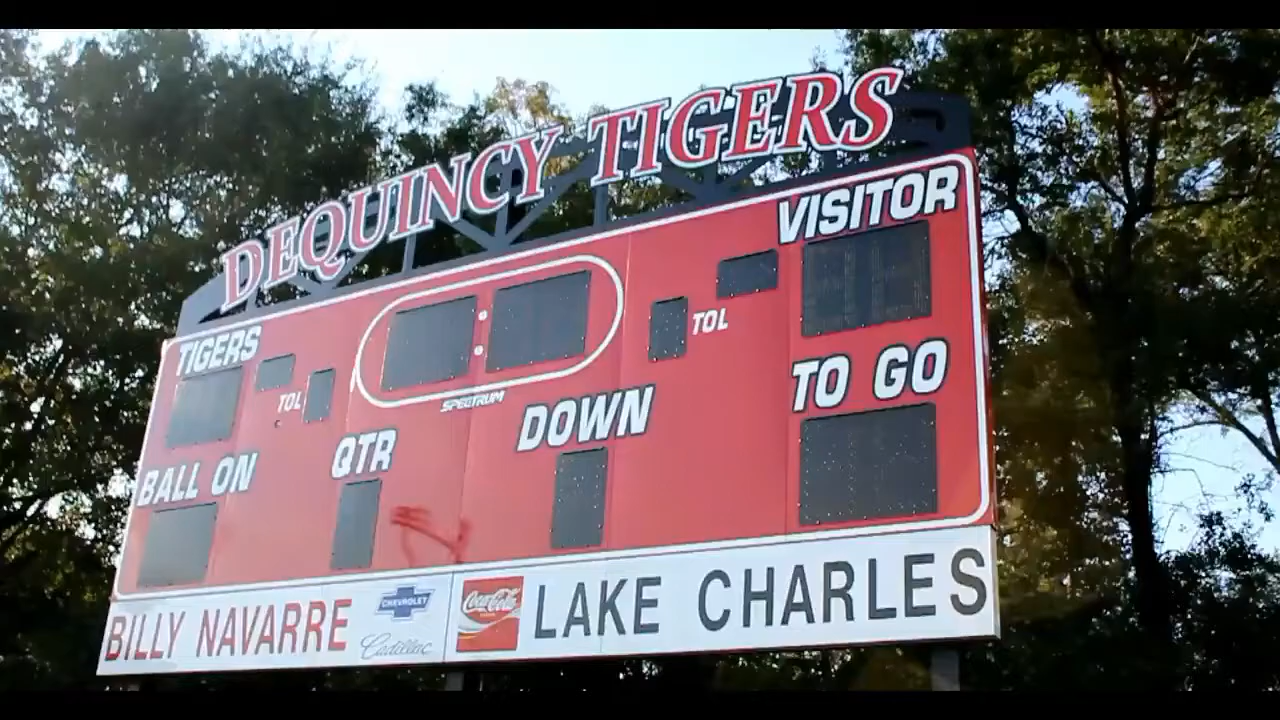 DEQUINCY TIGERS
VISITOR
TIGERS
TOL
TOL
SPECTRUM
TO GO
DOWN
QTR
BALL ON
BILLY NAVARRE
CHEVROLET
Cadillac
Coca-Cola
LAKE CHARLES